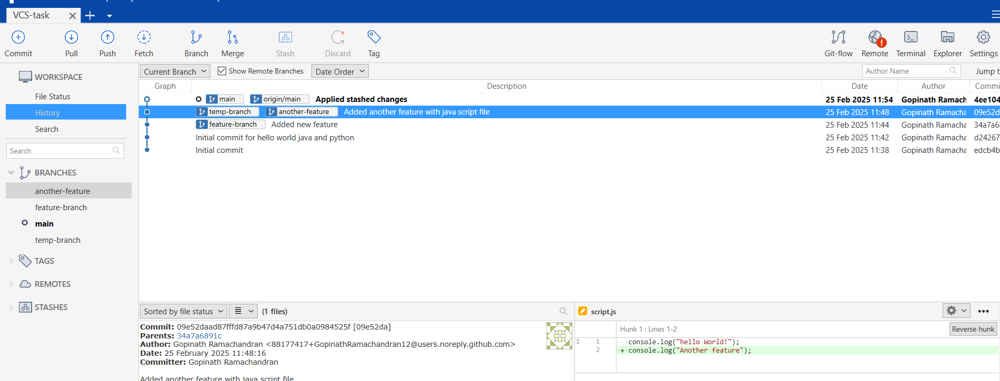 VCS-task
Commit
Pull
Push
Fetch
Branch
Merge
Stash
Discard
Tag
Git-flow
Remote
Terminal
Explorer
Settings
WORKSPACE
File Status
History
Search
Search
BRANCHES
another-feature
feature-branch
main
temp-branch
TAGS
REMOTES
STASHES
Current Branch
Show Remote Branches
Date Order
Author Name
Jump t
Graph Description Date Author Commi
main origin/main Applied stashed changes 25 Feb 2025 11:54 Gopinath Ramach 4ee104
temp-branch another-feature Added another feature with java script file 25 Feb 2025 11:48 Gopinath Ramacha 09e52d
feature-branch Added new feature 25 Feb 2025 11:44 Gopinath Ramacha 34a7a68
Initial commit for hello world java and python 25 Feb 2025 11:42 Gopinath Ramacha d24267
Initial commit 25 Feb 2025 11:38 Gopinath Ramacha edcb4b
Sorted by file status (1 files)
Commit: 09e52daad87fffd87a9b47d4a751db0a0984525f [09e52da]
Parents: 34a7a6891c
Author: Gopinath Ramachandran <88177417+GopinathRamachandran12@users.noreply.github.com>
Date: 25 February 2025 11:48:16
Committer: Gopinath Ramachandran
Added another feature with java script file
script.js
Hunk 1 : Lines 1-2
Reverse hunk
1 1 console.log("hello World!");
2 + console.log("Another feature");